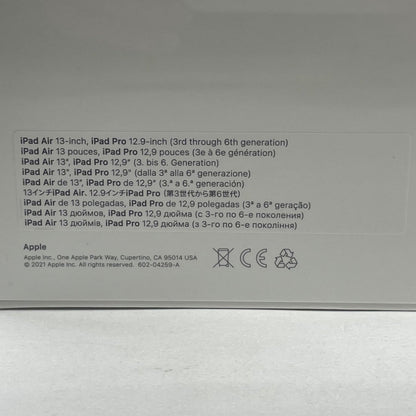 iPad Air 13-inch, iPad Pro 12.9-inch (3rd through 6th generation)
iPad Air 13 pouces, iPad Pro 12,9 pouces (3e à 6e génération)
iPad Air 13", iPad Pro 12,9" (3. bis 6. Generation)
iPad Air 13", iPad Pro 12,9" (dalla 3ª alla 6ª generazione)
iPad Air de 13", iPad Pro de 12,9" (3.ª a 6.ª generación)
13インチiPad Air、12.9インチiPad Pro（第3世代から第6世代）
iPad Air de 13 polegadas, iPad Pro de 12,9 polegadas (3ª a 6ª geração)
iPad Air 13 дюймов, iPad Pro 12,9 дюйма (с 3-го по 6-е поколения)
iPad Air 13 дюймів, iPad Pro 12,9 дюйма (з 3-го по 6-е покоління)
Apple
Apple Inc., One Apple Park Way, Cupertino, CA 95014 USA
© 2021 Apple Inc. All rights reserved. 602-04259-A
CE